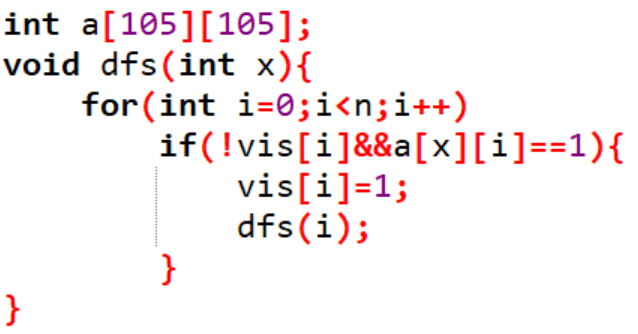 int a[105][105];
void dfs(int x){
    for(int i=0;i<n;i++)
        if(!vis[i]&&a[x][i]==1){
            vis[i]=1;
            dfs(i);
        }
}